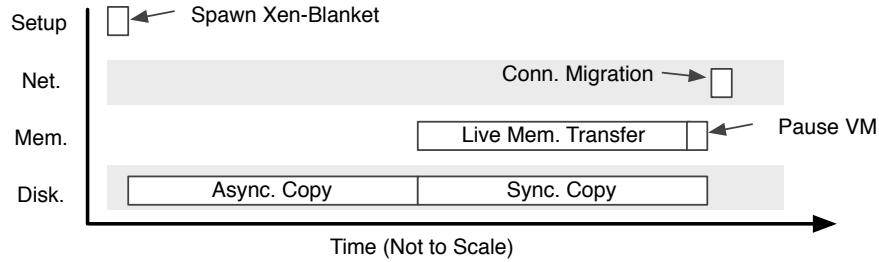 Setup
Spawn Xen-Blanket
Net.
Conn. Migration
Mem.
Live Mem. Transfer
Pause VM
Disk.
Async. Copy
Sync. Copy
Time (Not to Scale)